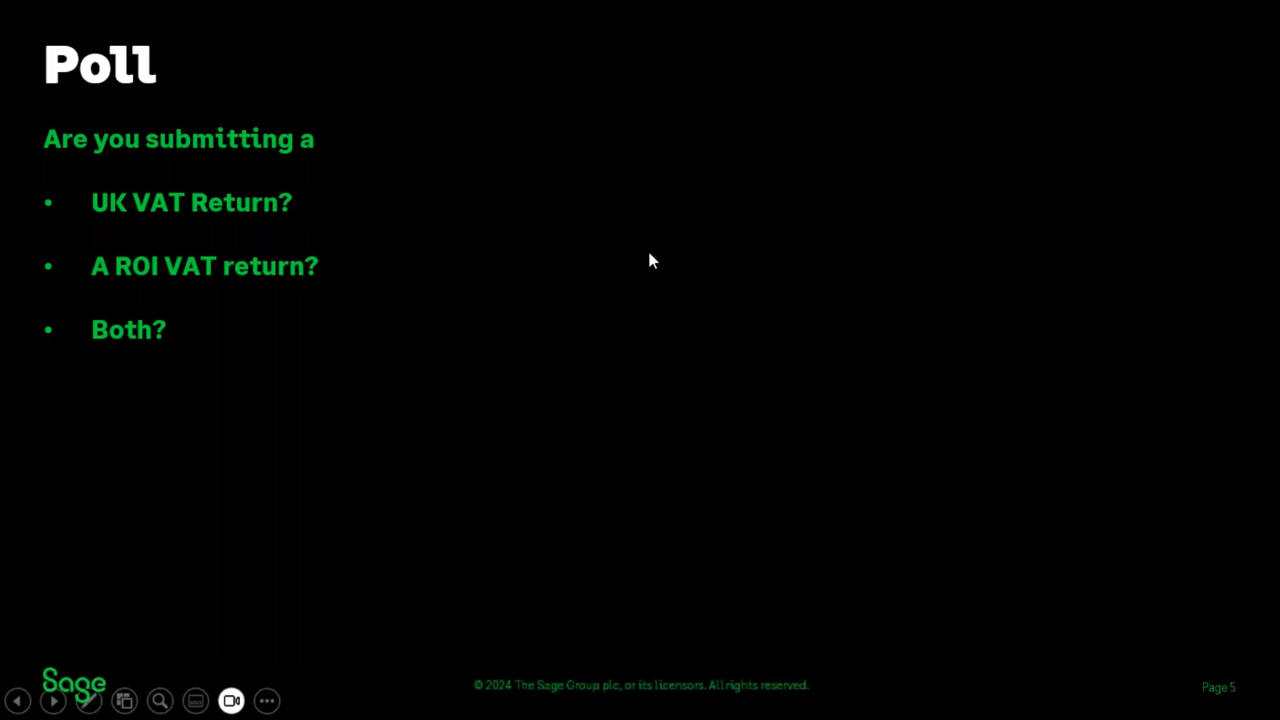 Poll
Are you submitting a
• UK VAT Return?
• A ROI VAT return?
• Both?
Sage
© 2024 The Sage Group plc, or its licensors. All rights reserved.
Page 5